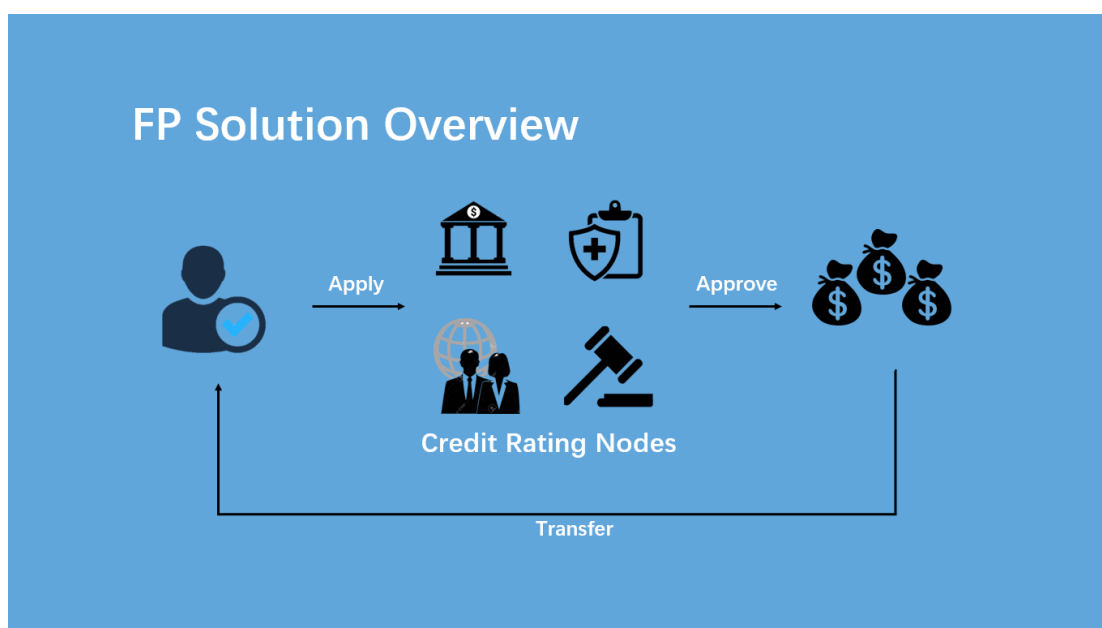 FP Solution Overview
Apply
Approve
Credit Rating Nodes
Transfer
$
$
$
$